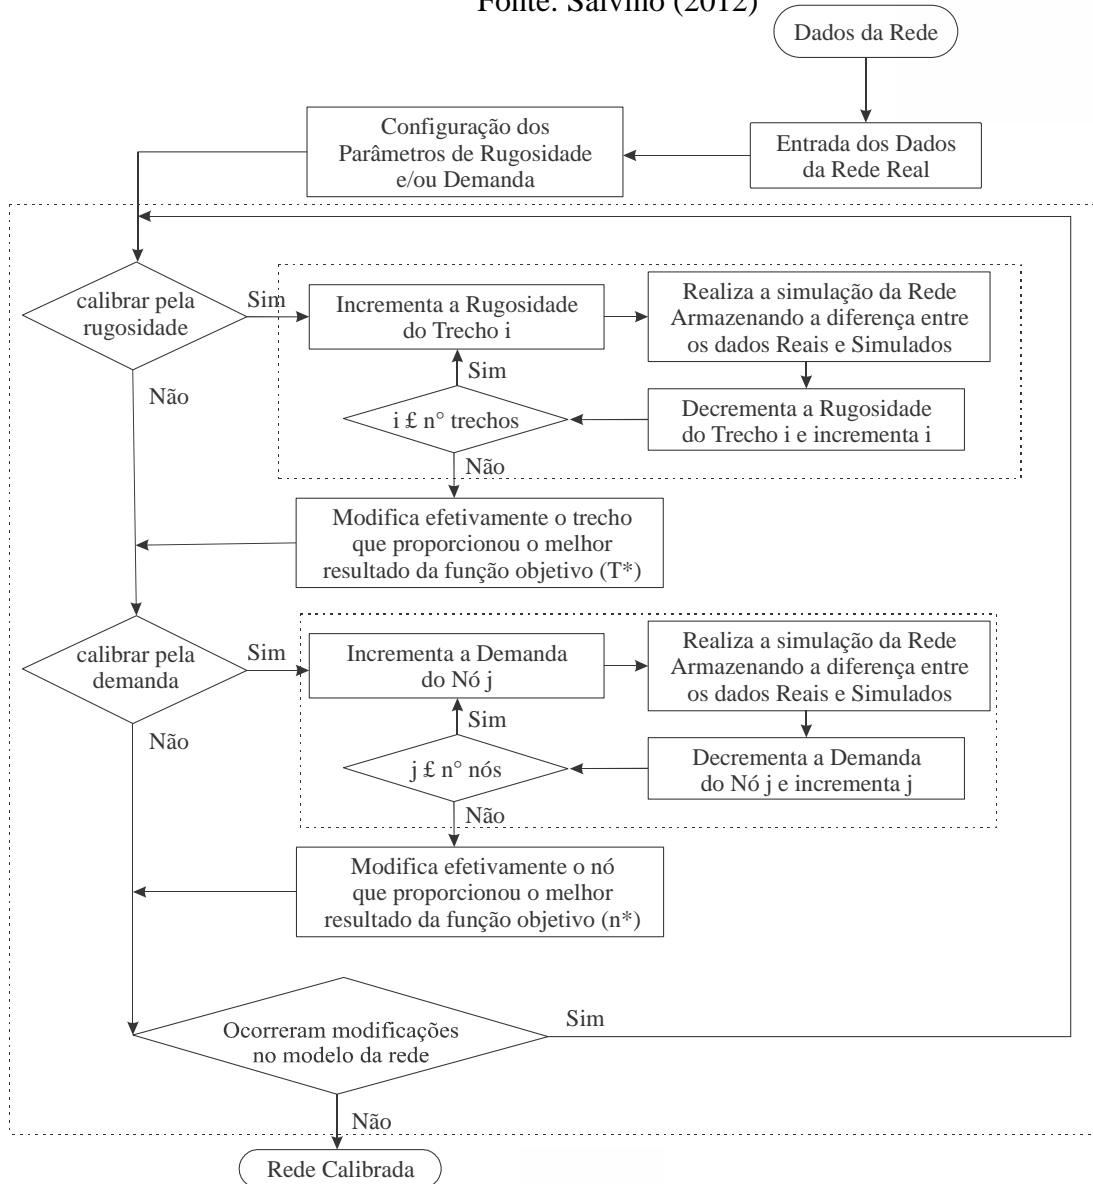 Fonte: Salvino (2012)
Dados da Rede
Configuração dos
Parâmetros de Rugosidade
e/ou Demanda
Entrada dos Dados
da Rede Real
calibrar pela
rugosidade
Sim
Incrementa a Rugosidade
do Trecho i
Realiza a simulação da Rede
Armazenando a diferença entre
os dados Reais e Simulados
Sim
Não
i £ n° trechos
Decrementa a Rugosidade
do Trecho i e incrementa i
Não
Modifica efetivamente o trecho
que proporcionou o melhor
resultado da função objetivo (T*)
calibrar pela
demanda
Sim
Incrementa a Demanda
do Nó j
Realiza a simulação da Rede
Armazenando a diferença entre
os dados Reais e Simulados
Sim
Não
j £ n° nós
Decrementa a Demanda
do Nó j e incrementa j
Não
Modifica efetivamente o nó
que proporcionou o melhor
resultado da função objetivo (n*)
Ocorreram modificações
no modelo da rede
Sim
Não
Rede Calibrada